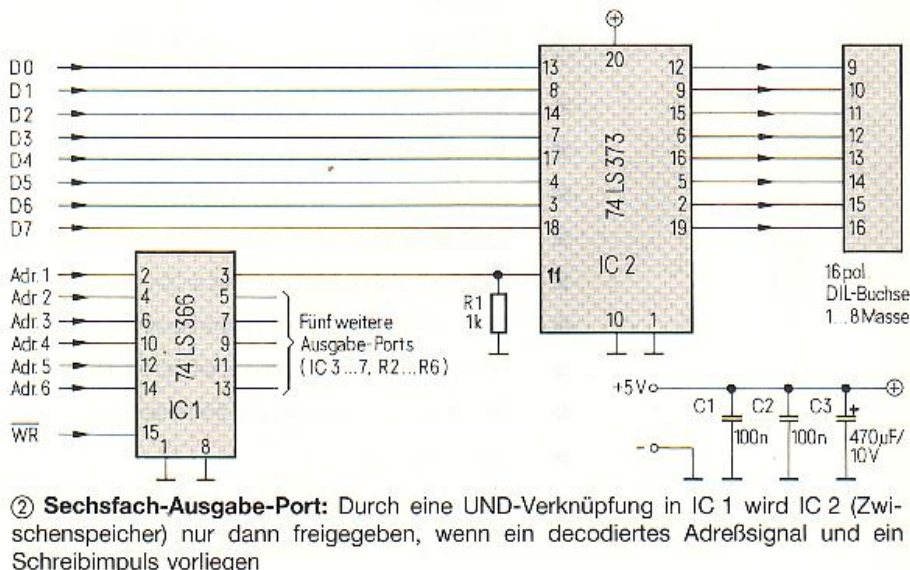 ⊕
20
D0 13 12 9
D1 8 9 10
D2 14 15 11
D3 7 6 12
D4 17 16 13
D5 4 5 14
D6 3 2 15
D7 18 19 16
74 LS 373
IC 2
11
10 1
Adr. 1 2 3
Adr. 2 4 5
Adr. 3 6 7
Adr. 4 10 9
Adr. 5 12 11
Adr. 6 14 13
74 LS 366
IC 1
W̅R̅ 15
1 8
Fünf weitere
Ausgabe-Ports
(IC 3...7, R2...R6)
R1
1k
16pol.
DIL-Buchse
1...8 Masse
+5V ⊕
C1 C2 C3 +
100n 100n 470µF/
10V
-
② Sechsfach-Ausgabe-Port: Durch eine UND-Verknüpfung in IC 1 wird IC 2 (Zwi-
schenspeicher) nur dann freigegeben, wenn ein decodiertes Adreßsignal und ein
Schreibimpuls vorliegen